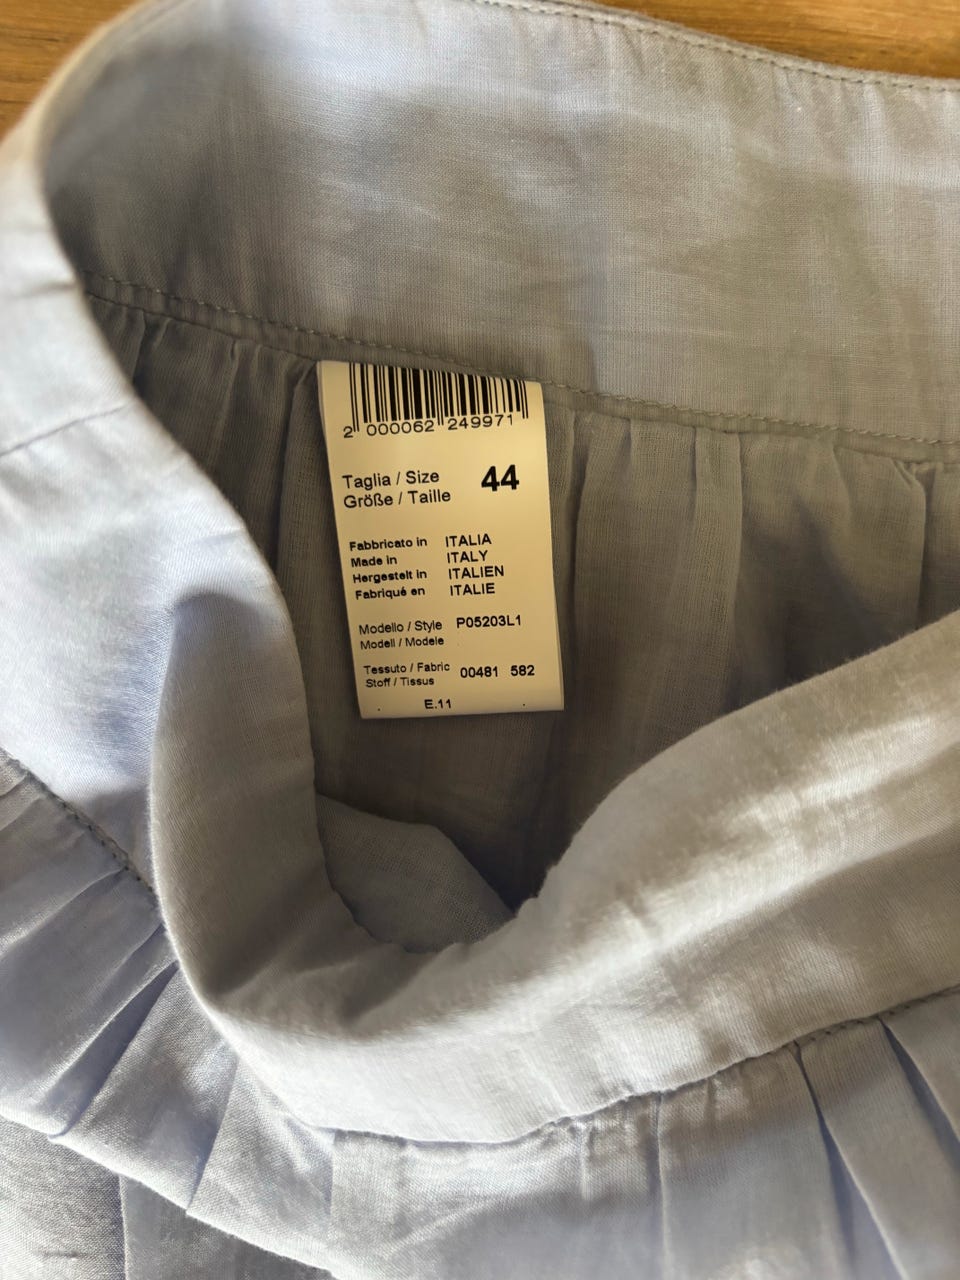 2 000062 249971
Taglia / Size
Größe / Taille
44
Fabbricato in ITALIA
Made in ITALY
Hergestelt in ITALIEN
Fabriqué en ITALIE
Modello / Style P05203L1
Modell / Modele
Tessuto / Fabric 00481 582
Stoff / Tissus
E.11